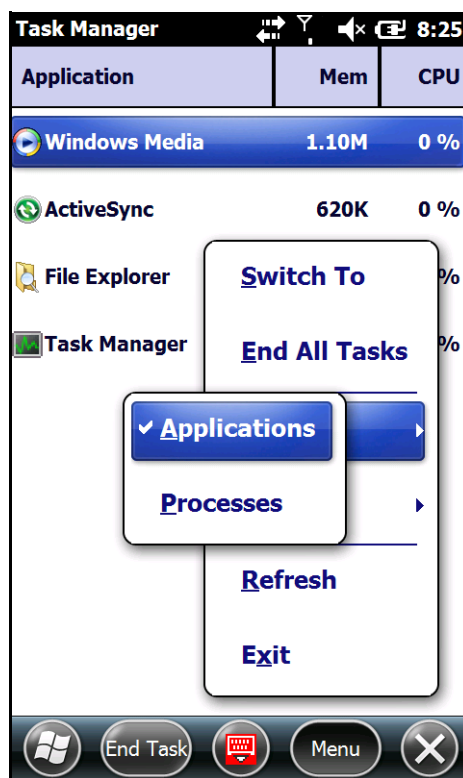 Task Manager 8:25
Application Mem CPU
Windows Media 1.10M 0 %
ActiveSync 620K 0 %
File Explorer %
Task Manager %
Switch To
End All Tasks
Applications
Processes
Refresh
Exit
End Task Menu